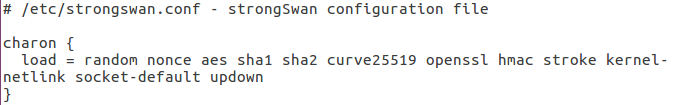 # /etc/strongswan.conf - strongSwan configuration file

charon {
  load = random nonce aes sha1 sha2 curve25519 openssl hmac stroke kernel-
netlink socket-default updown
}